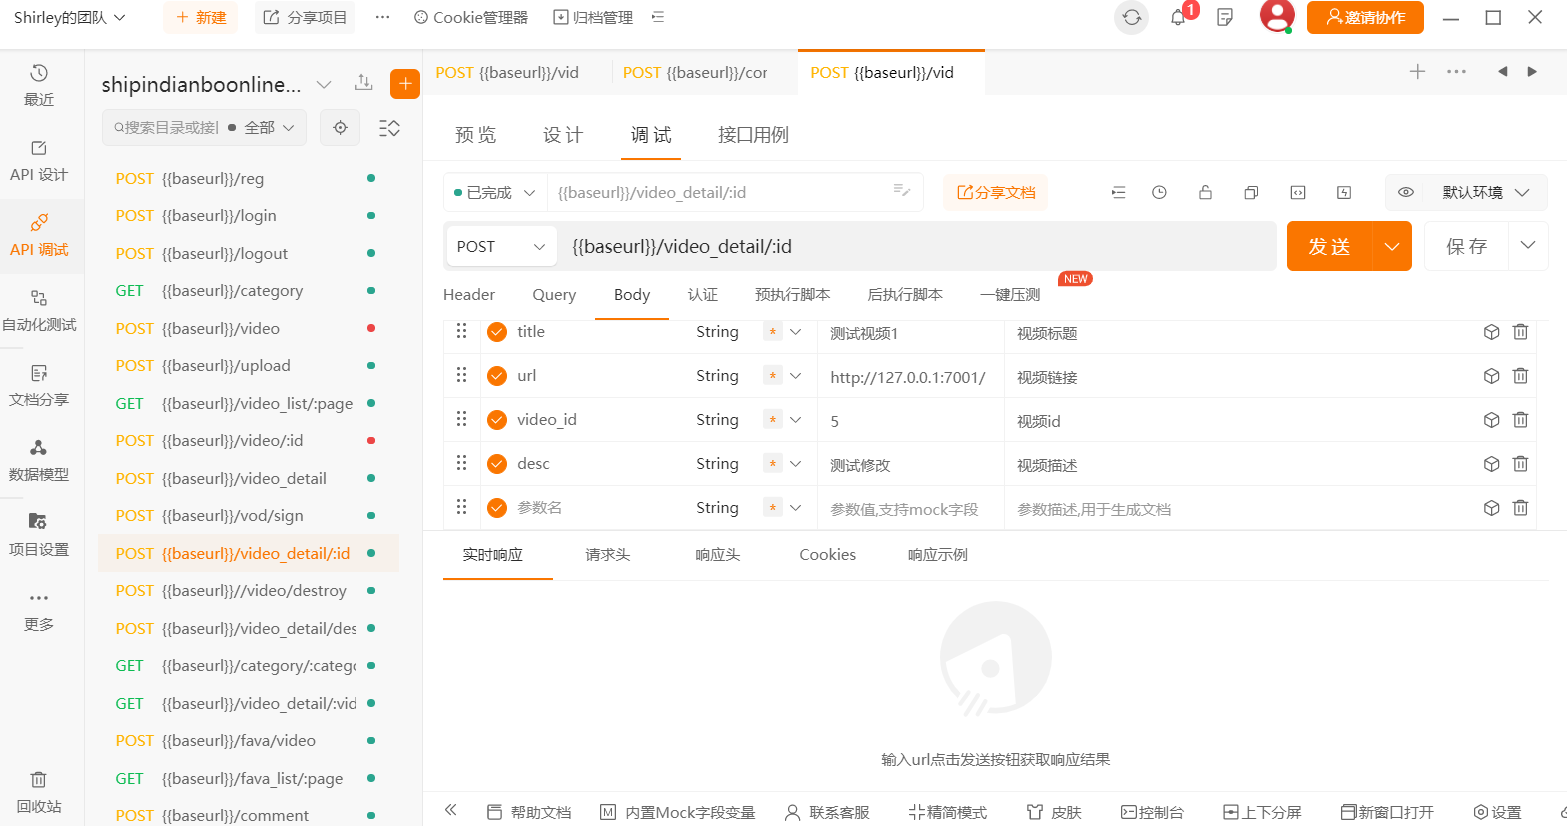 Shirley的团队
新建
分享项目
Cookie管理器
归档管理
1
邀请协作
最近
API 设计
API 调试
自动化测试
文档分享
数据模型
项目设置
更多
回收站
shipindianboonline...
搜索目录或接
全部
POST {{baseurl}}/reg
POST {{baseurl}}/login
POST {{baseurl}}/logout
GET {{baseurl}}/category
POST {{baseurl}}/video
POST {{baseurl}}/upload
GET {{baseurl}}/video_list/:page
POST {{baseurl}}/video/:id
POST {{baseurl}}/video_detail
POST {{baseurl}}/vod/sign
POST {{baseurl}}/video_detail/:id
POST {{baseurl}}//video/destroy
POST {{baseurl}}/video_detail/des
GET {{baseurl}}/category/:catego
GET {{baseurl}}/video_detail/:vid
POST {{baseurl}}/fava/video
GET {{baseurl}}/fava_list/:page
POST {{baseurl}}/comment
POST {{baseurl}}/vid
POST {{baseurl}}/cor
POST {{baseurl}}/vid
预览 设计 调试 接口用例
已完成 {{baseurl}}/video_detail/:id
分享文档
默认环境
POST {{baseurl}}/video_detail/:id
发送
保存
NEW
Header Query Body 认证 预执行脚本 后执行脚本 一键压测
title String * 测试视频1 视频标题
url String * http://127.0.0.1:7001/ 视频链接
video_id String * 5 视频id
desc String * 测试修改 视频描述
参数名 String * 参数值,支持mock字段 参数描述,用于生成文档
实时响应 请求头 响应头 Cookies 响应示例
输入url点击发送按钮获取响应结果
帮助文档 M 内置Mock字段变量 联系客服 精简模式 皮肤 控制台 上下分屏 新窗口打开 设置